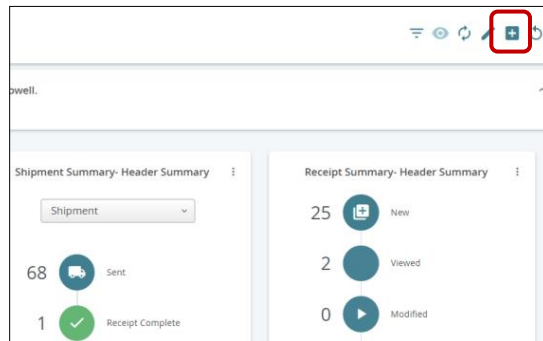 Shipment Summary- Header Summary
Shipment
68 Sent
1 Receipt Complete
Receipt Summary- Header Summary
25 New
2 Viewed
0 Modified